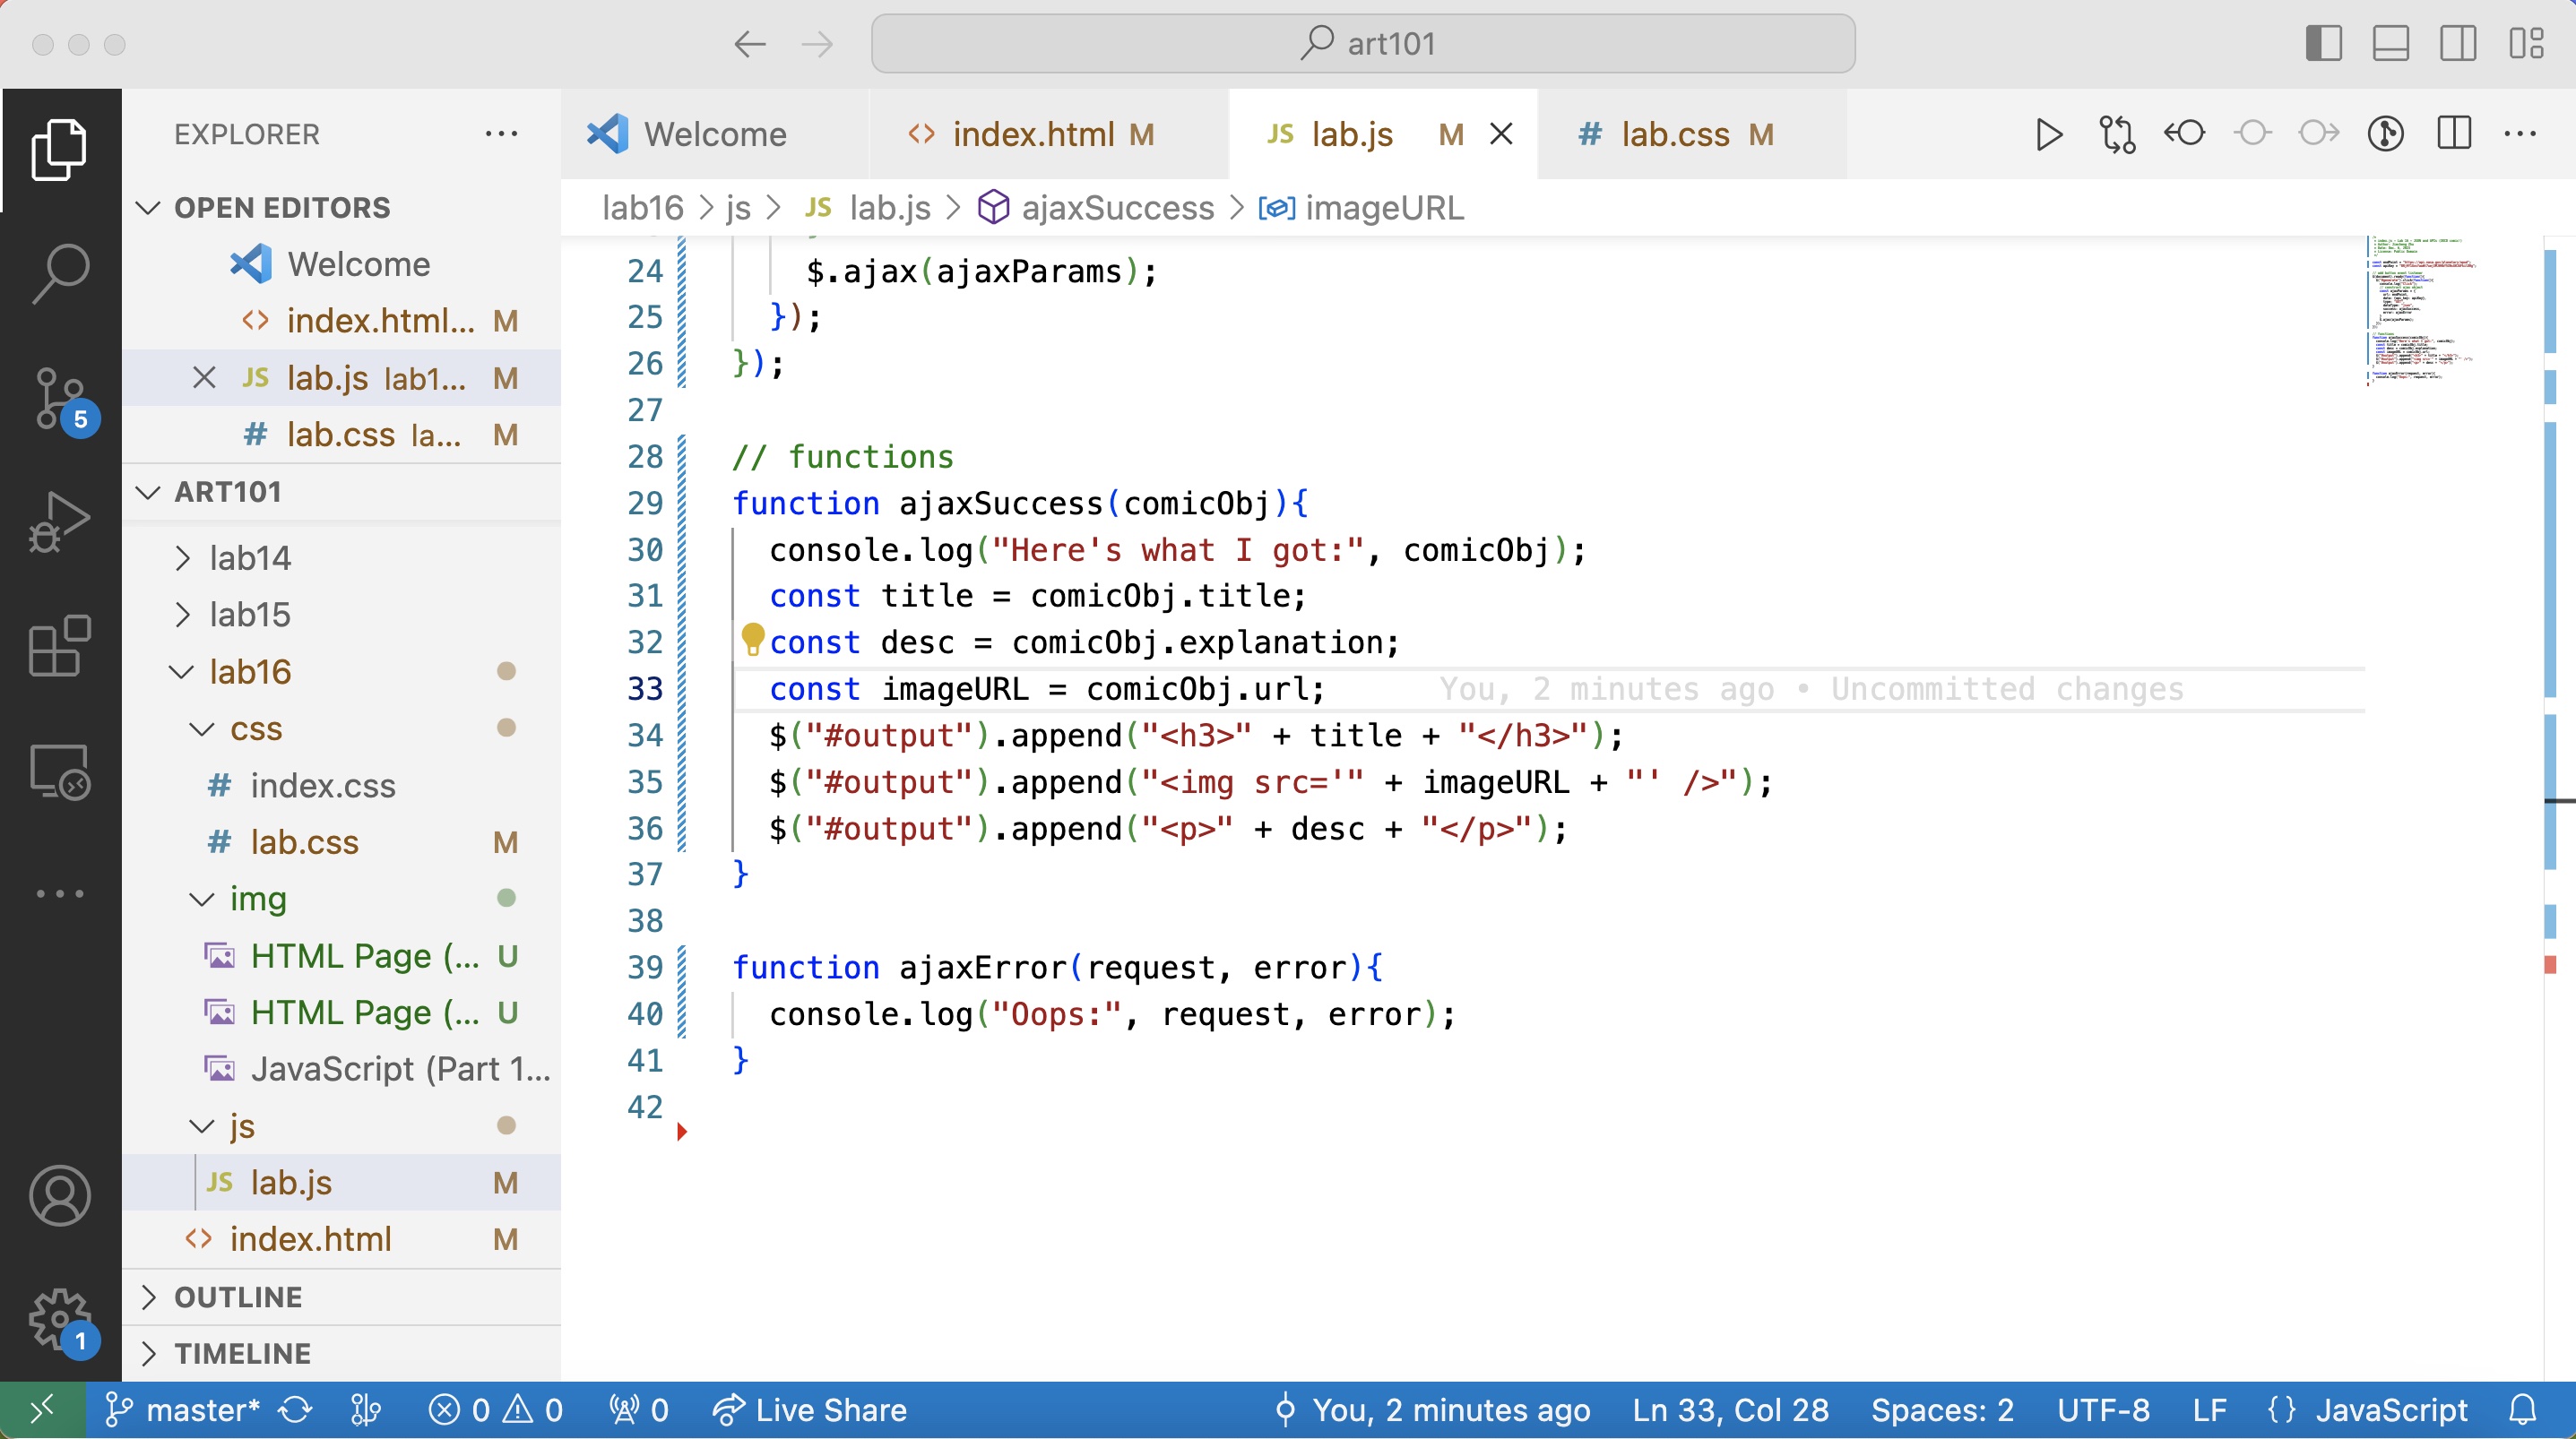 art101
EXPLORER
Welcome
index.html M
JS lab.js M
# lab.css M
lab16 > js > JS lab.js > ajaxSuccess > imageURL
OPEN EDITORS
Welcome
index.html... M
JS lab.js lab1... M
# lab.css la... M
ART101
lab14
lab15
lab16
css
# index.css
# lab.css M
img
HTML Page (... U
HTML Page (... U
JavaScript (Part 1...
js
JS lab.js M
index.html M
OUTLINE
TIMELINE
5
1
24 $.ajax(ajaxParams);
25 });
26 });
27
28 // functions
29 function ajaxSuccess(comicObj){
30 console.log("Here's what I got:", comicObj);
31 const title = comicObj.title;
32 const desc = comicObj.explanation;
33 const imageURL = comicObj.url; You, 2 minutes ago • Uncommitted changes
34 $("#output").append("<h3>" + title + "</h3>");
35 $("#output").append("<img src='" + imageURL + "' />");
36 $("#output").append("<p>" + desc + "</p>");
37 }
38
39 function ajaxError(request, error){
40 console.log("Oops:", request, error);
41 }
42
master* 0 0 0 Live Share You, 2 minutes ago Ln 33, Col 28 Spaces: 2 UTF-8 LF {} JavaScript